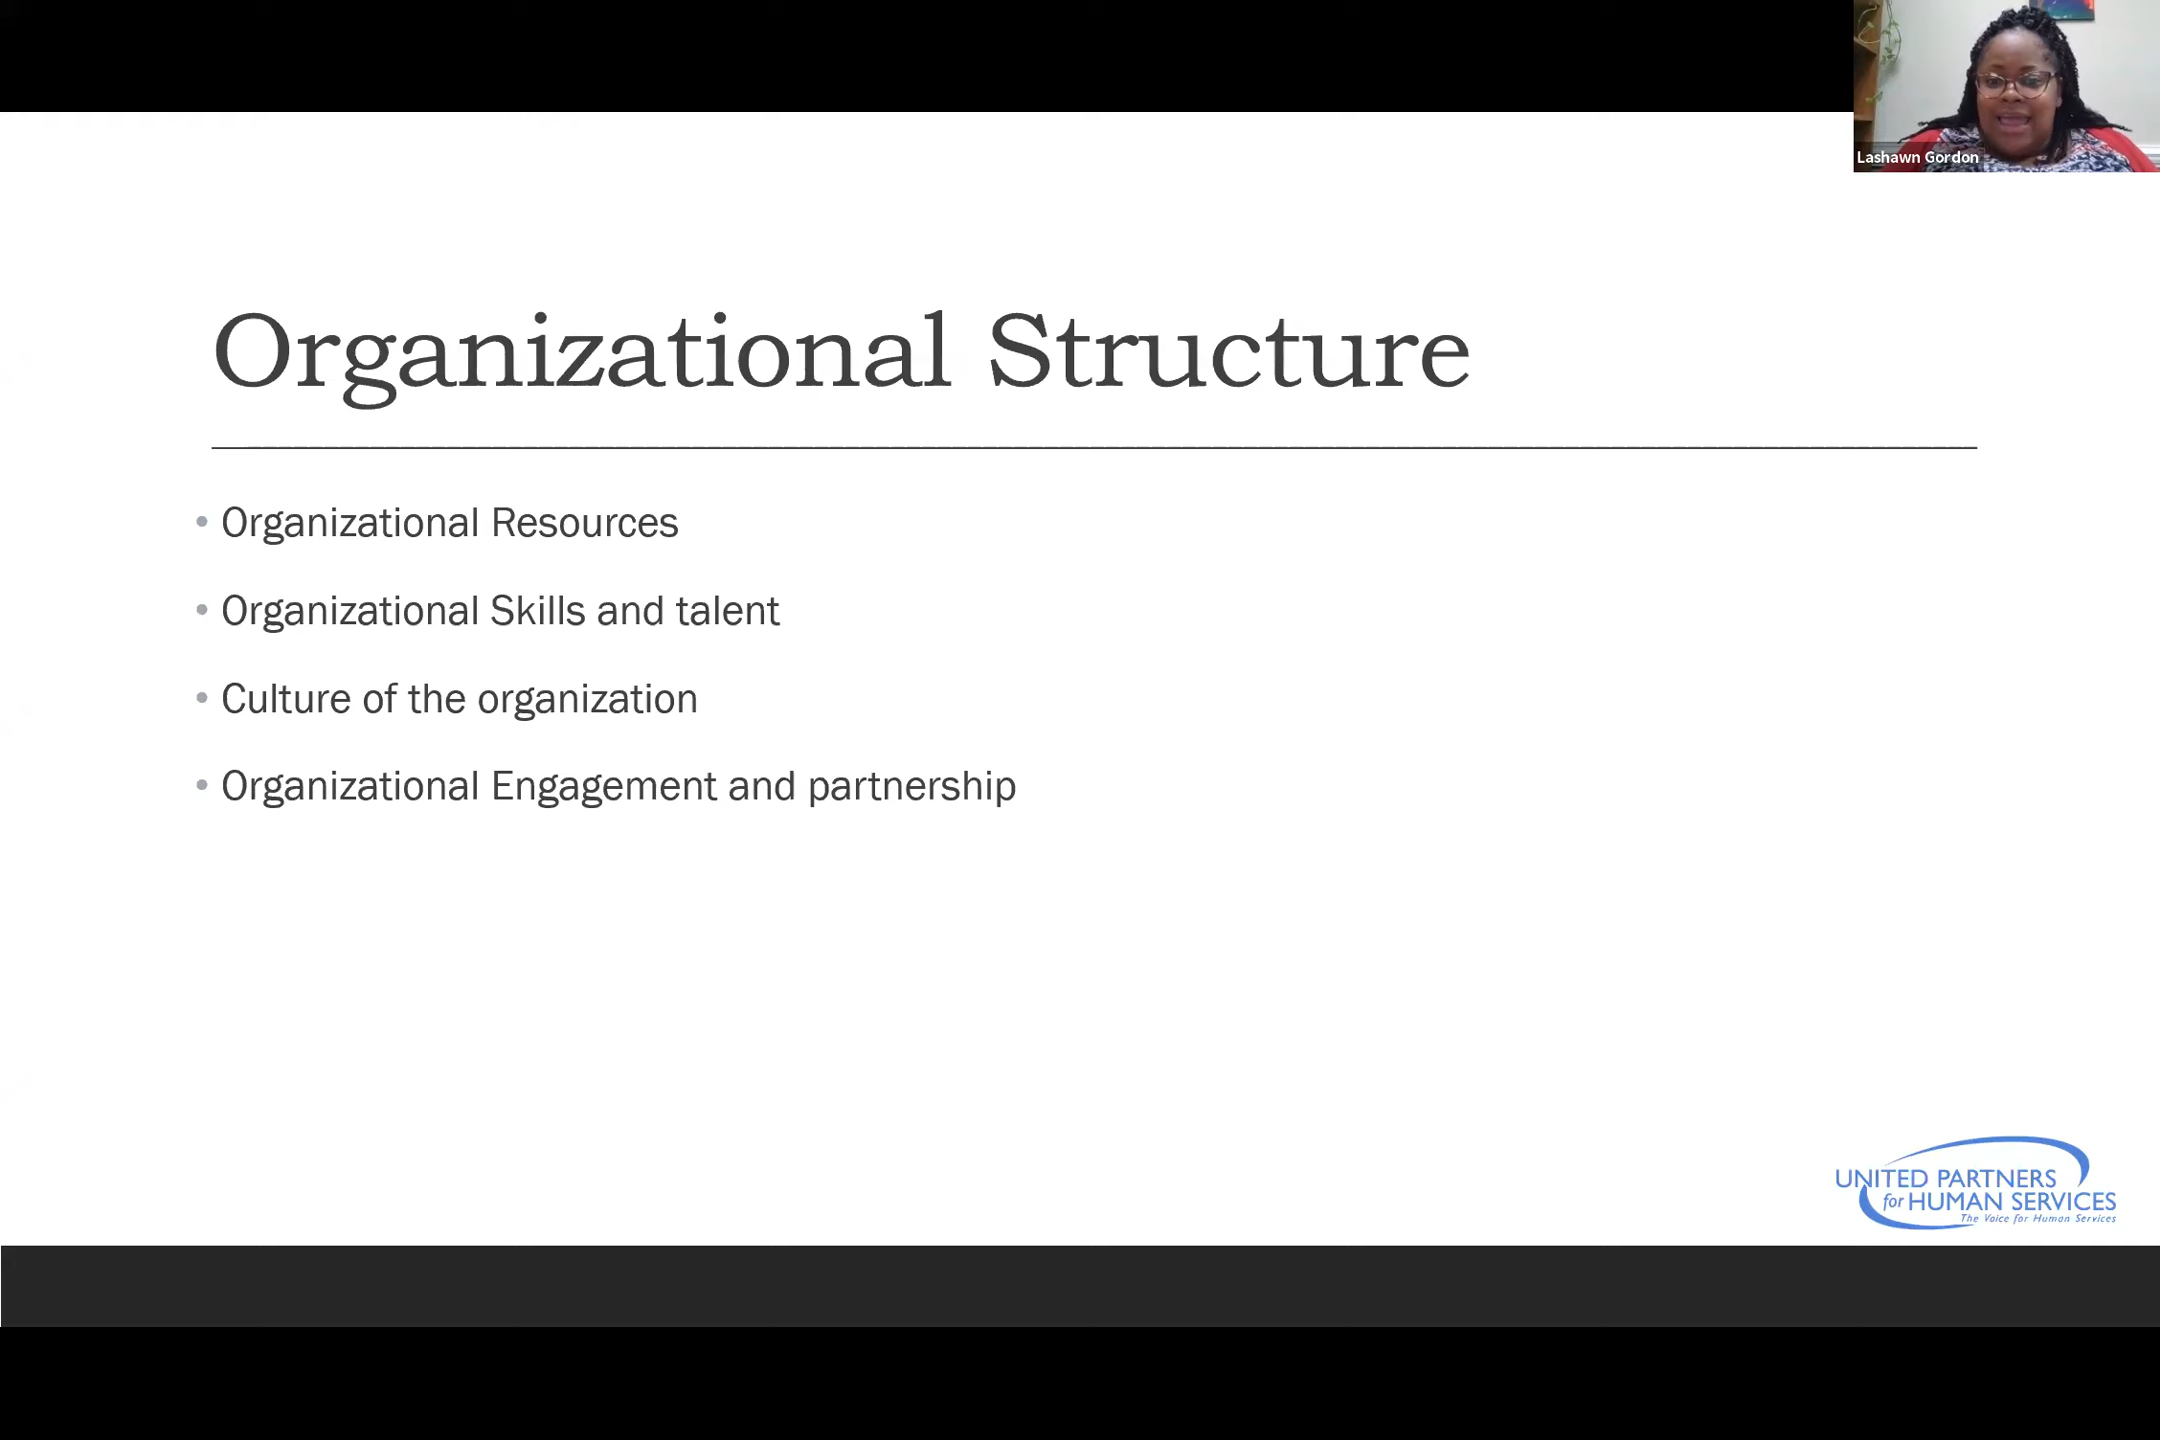 Lashawn Gordon
Organizational Structure
• Organizational Resources
• Organizational Skills and talent
• Culture of the organization
• Organizational Engagement and partnership
UNITED PARTNERS
for HUMAN SERVICES
The Voice for Human Services